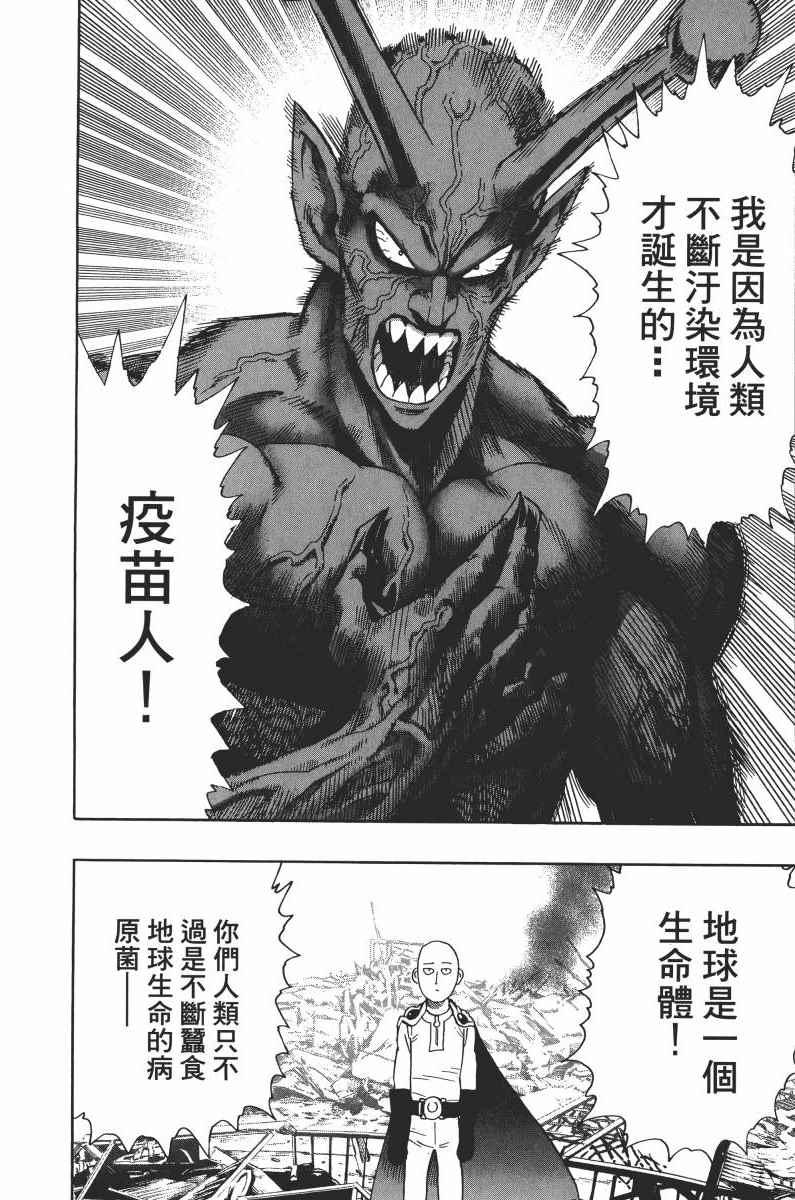 我是因為人類
不斷汙染環境
才誕生的…
疫苗人！
地球是一個
生命體！
你們人類只不
過是不斷蠶食
地球生命的病
原菌──